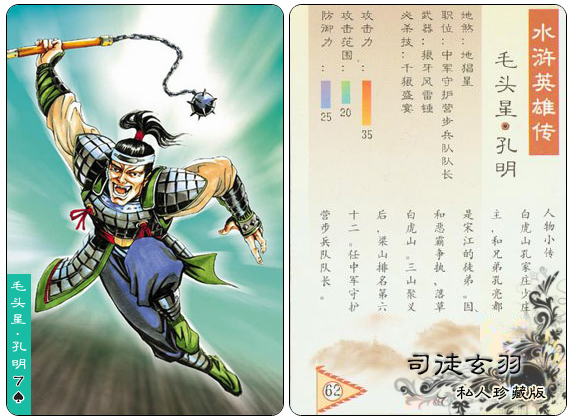 毛头星·孔明
7♠
水浒英雄传
毛头星●孔明
地煞：地猖星
职位：中军守护营步兵队队长
武器：狼牙风雷锤
必杀技：千狼盛宴
攻击力：
35
攻击范围：
20
防御力：
25
人物小传
白虎山孔家庄少庄
主，和兄弟孔亮都
是宋江的徒弟。因
和恶霸争执，落草
白虎山。三山聚义
后，梁山排名第六
十二。任中军守护
营步兵队队长。
62
司徒玄羽
私人珍藏版